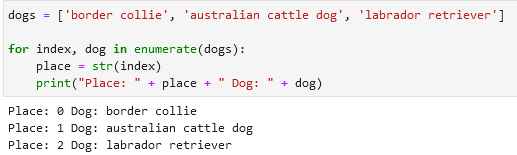 dogs = ['border collie', 'australian cattle dog', 'labrador retriever']
for index, dog in enumerate(dogs):
    place = str(index)
    print("Place: " + place + " Dog: " + dog)
Place: 0 Dog: border collie
Place: 1 Dog: australian cattle dog
Place: 2 Dog: labrador retriever